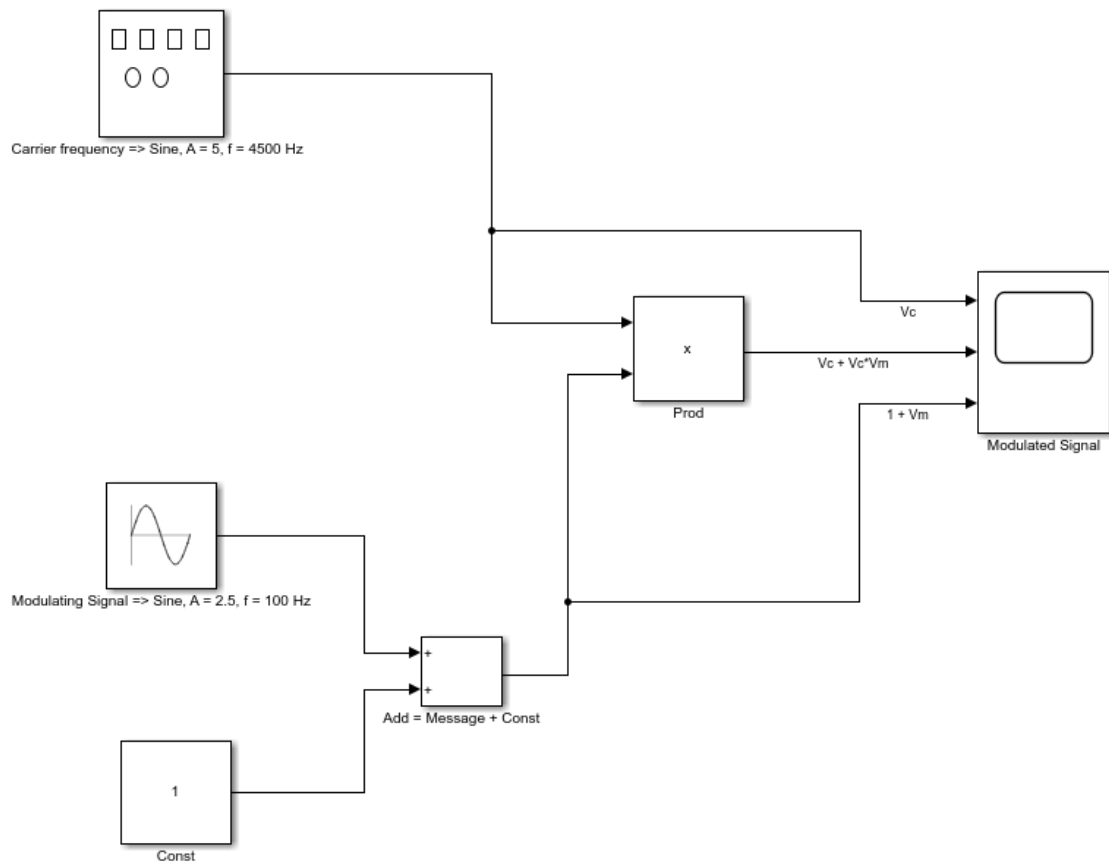 Carrier frequency => Sine, A = 5, f = 4500 Hz
Vc
x
Vc + Vc*Vm
Prod
1 + Vm
Modulated Signal
Modulating Signal => Sine, A = 2.5, f = 100 Hz
+
+
Add = Message + Const
1
Const